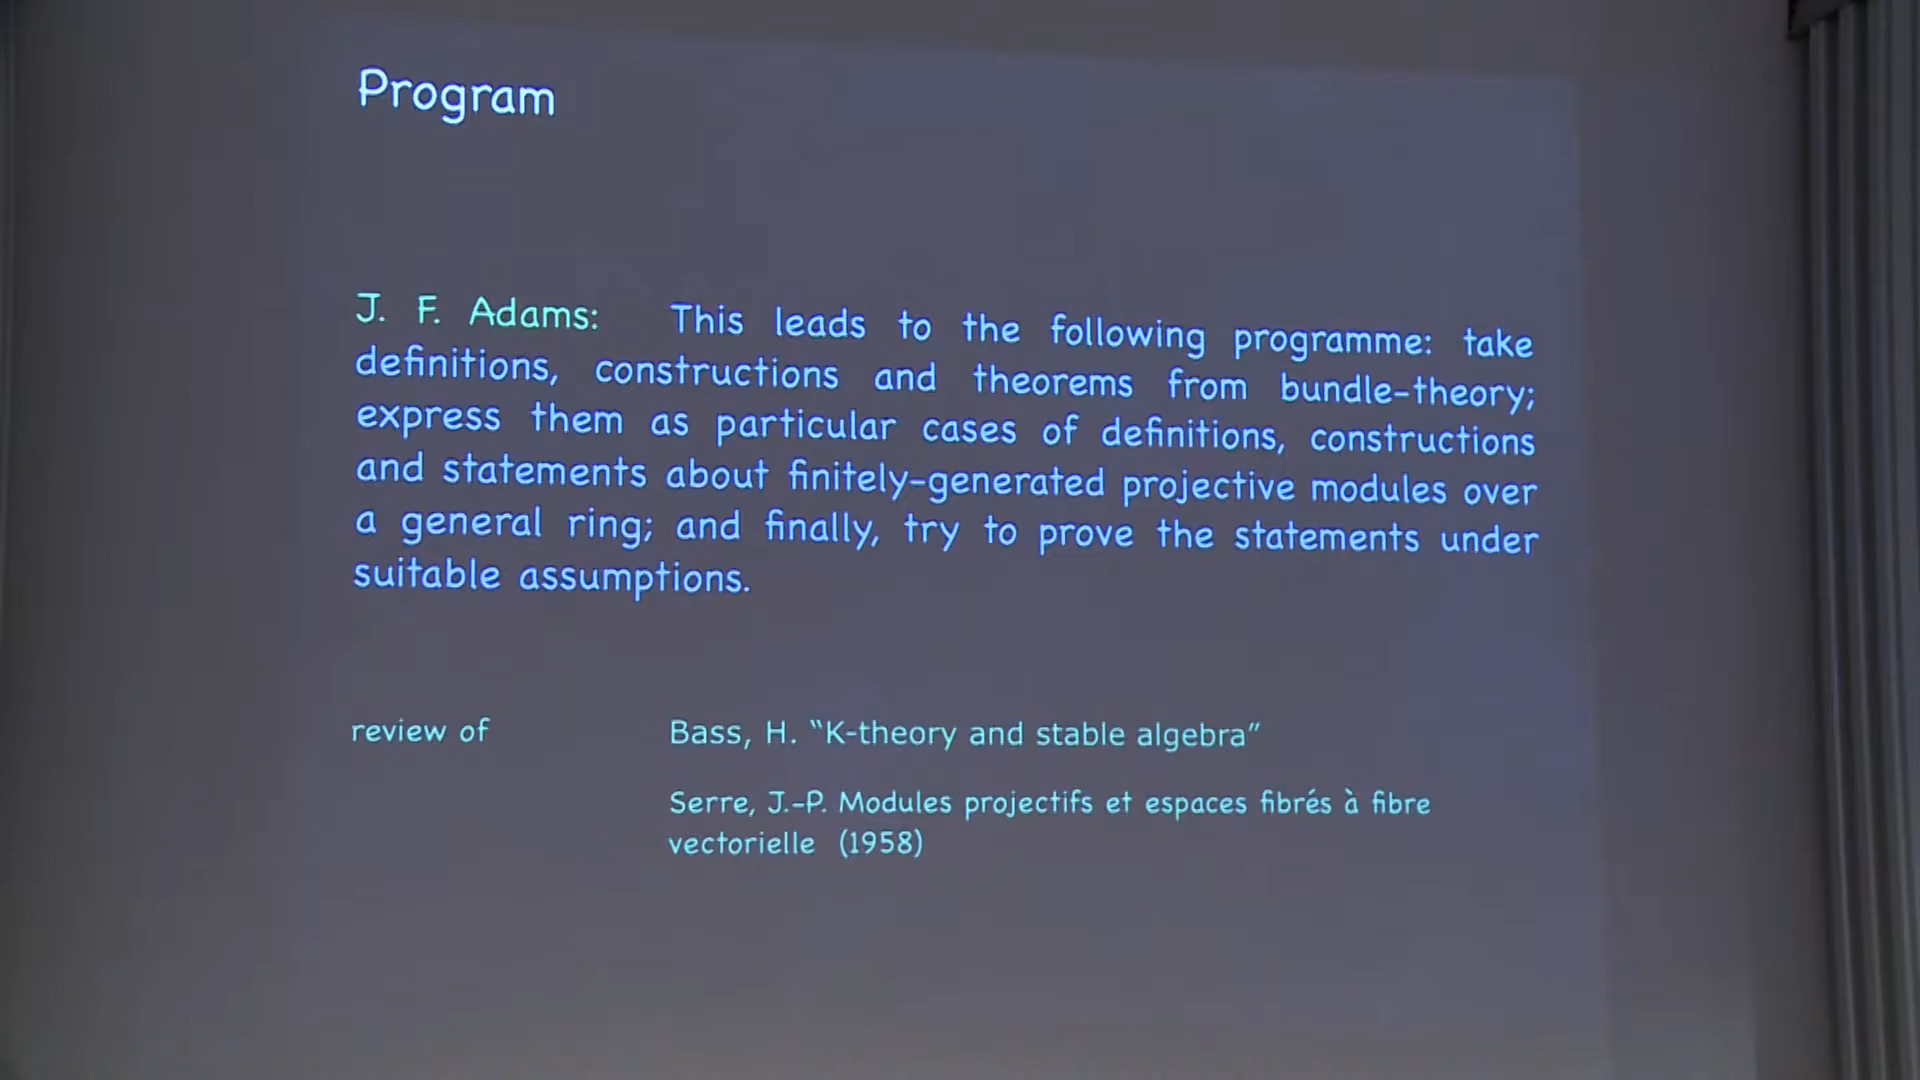 Program
J. F. Adams: This leads to the following programme: take
definitions, constructions and theorems from bundle-theory;
express them as particular cases of definitions, constructions
and statements about finitely-generated projective modules over
a general ring; and finally, try to prove the statements under
suitable assumptions.
review of Bass, H. “K-theory and stable algebra”
Serre, J.-P. Modules projectifs et espaces fibrés à fibre
vectorielle (1958)